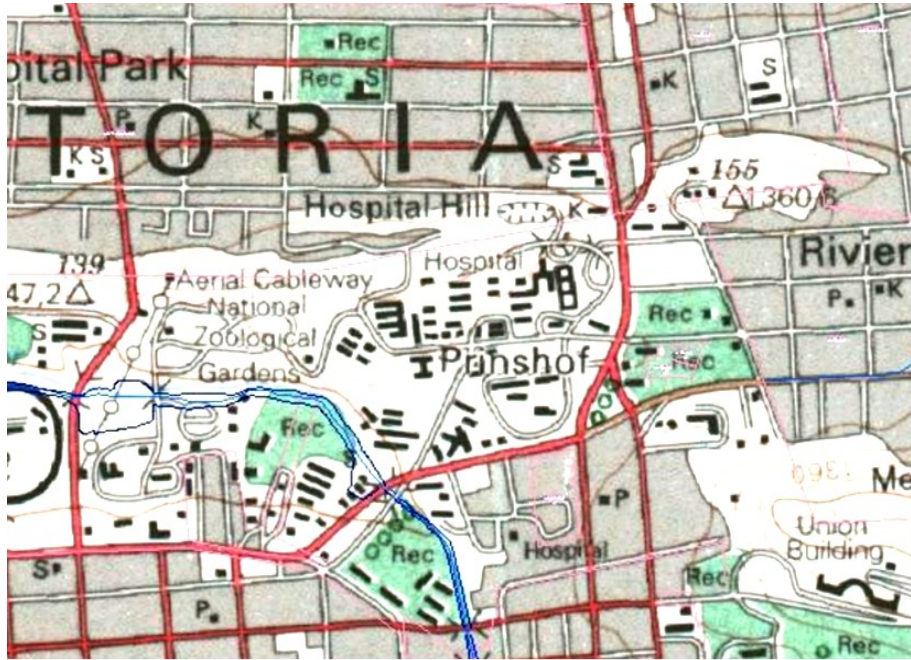 Rec
pital Park
Rec S
K
S
P
K
TORIA
K S
S
155
Hospital Hill
K
1360,6
139
Aerial Cableway
Hospital
Rivier
47,2
National
P
K
S
Zoological
Rec
Prinshof
Rec
Gardens
Rec
1360
Me
P
Union
Building
Rec
Hospital
S
Rec
P
Rec